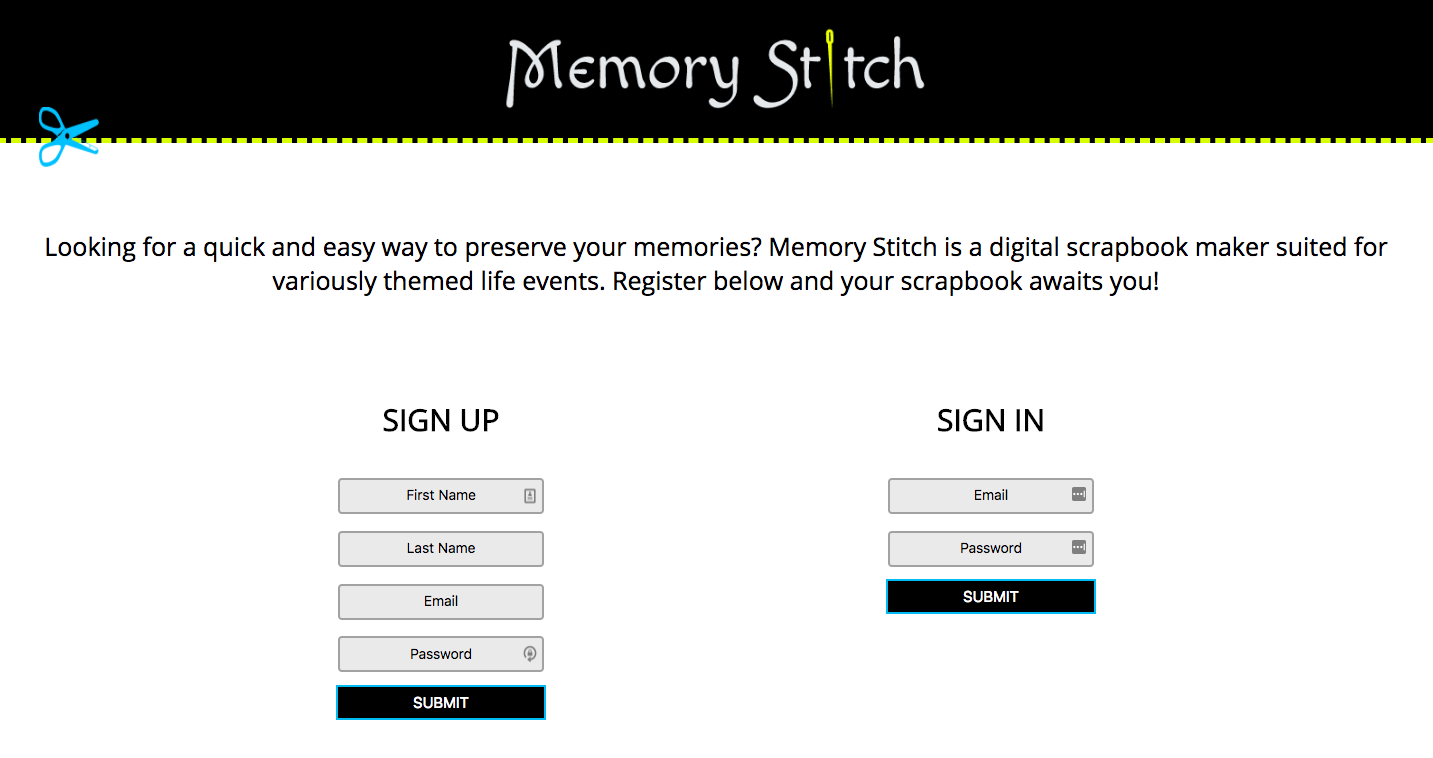 Memory Stitch
Looking for a quick and easy way to preserve your memories? Memory Stitch is a digital scrapbook maker suited for
variously themed life events. Register below and your scrapbook awaits you!
SIGN UP
First Name
Last Name
Email
Password
SUBMIT
SIGN IN
Email
Password
SUBMIT